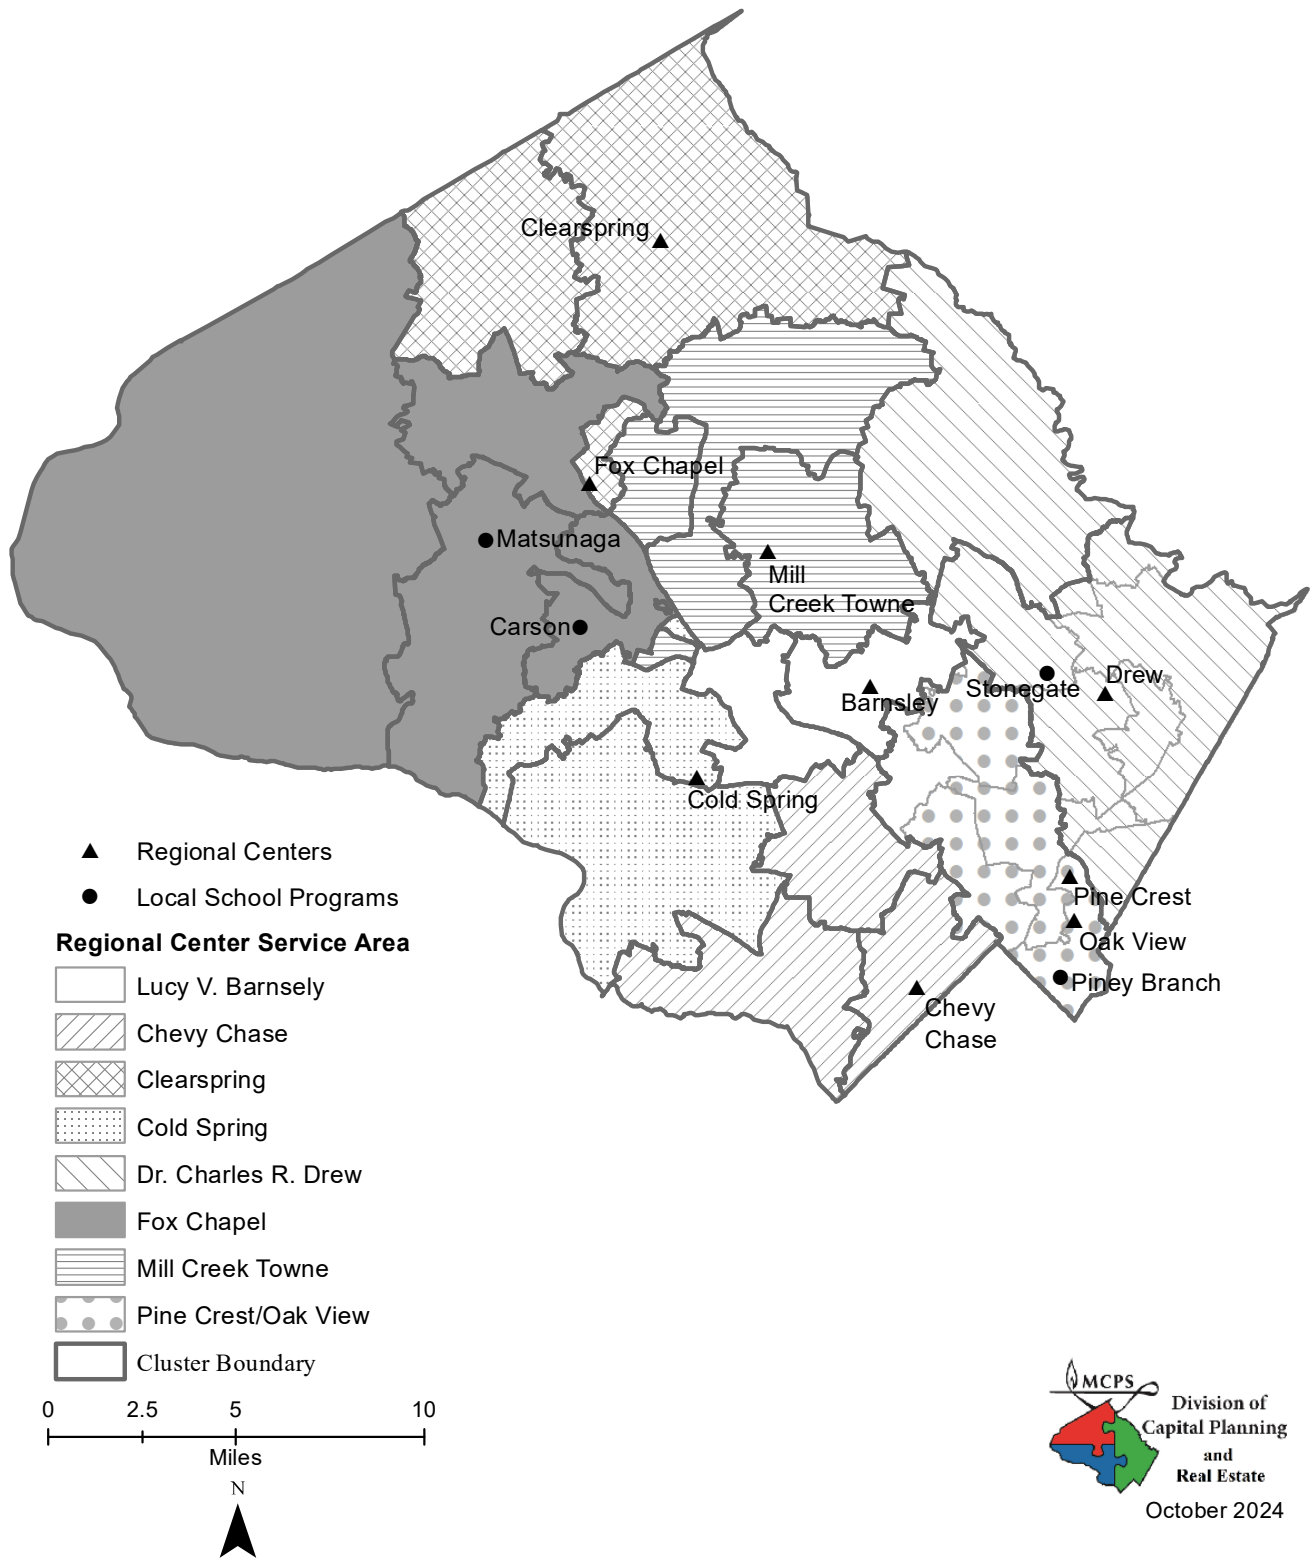 Clearspring
Fox Chapel
Matsunaga
Mill
Creek Towne
Carson
Stonegate
Drew
Barnsley
Cold Spring
Pine Crest
Oak View
Piney Branch
Chevy
Chase
Regional Centers
Local School Programs
Regional Center Service Area
Lucy V. Barnsely
Chevy Chase
Clearspring
Cold Spring
Dr. Charles R. Drew
Fox Chapel
Mill Creek Towne
Pine Crest/Oak View
Cluster Boundary
0 2.5 5 10
Miles
N
MCPS
Division of
Capital Planning
and
Real Estate
October 2024